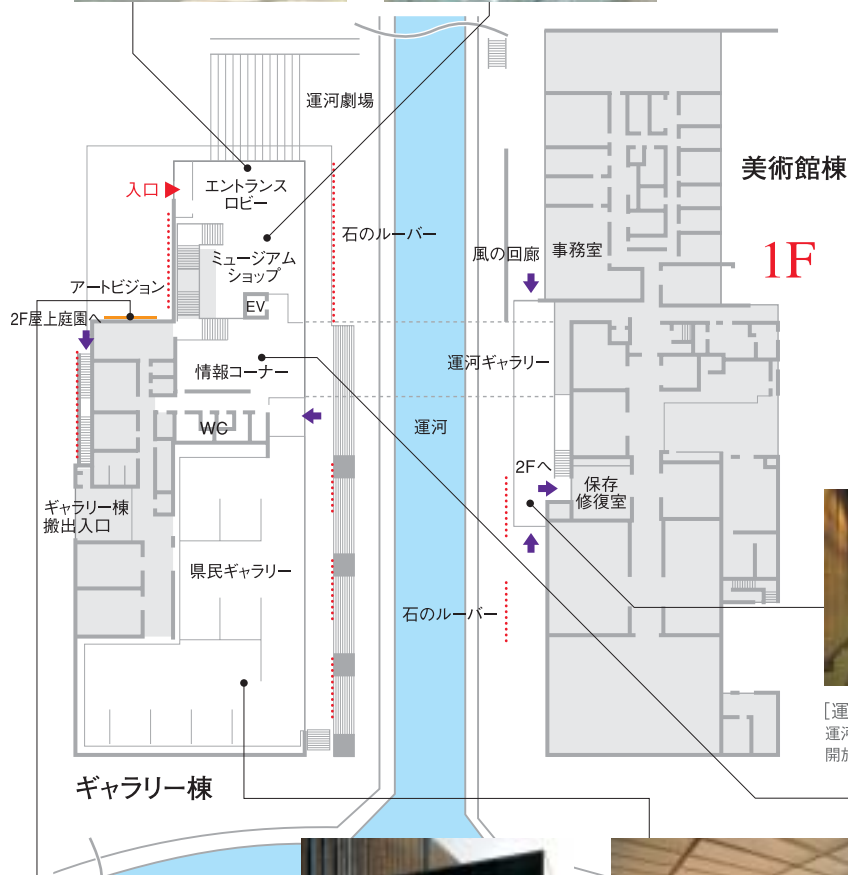 運河劇場
入口
エントランス
ロビー
美術館棟
1F
石のルーバー
ミュージアム
ショップ
風の回廊
事務室
アートビジョン
EV
2F屋上庭園へ
運河ギャラリー
情報コーナー
WC
運河
2Fへ
保存
修復室
ギャラリー棟
搬出入口
県民ギャラリー
石のルーバー
[運
運河
開放
ギャラリー棟